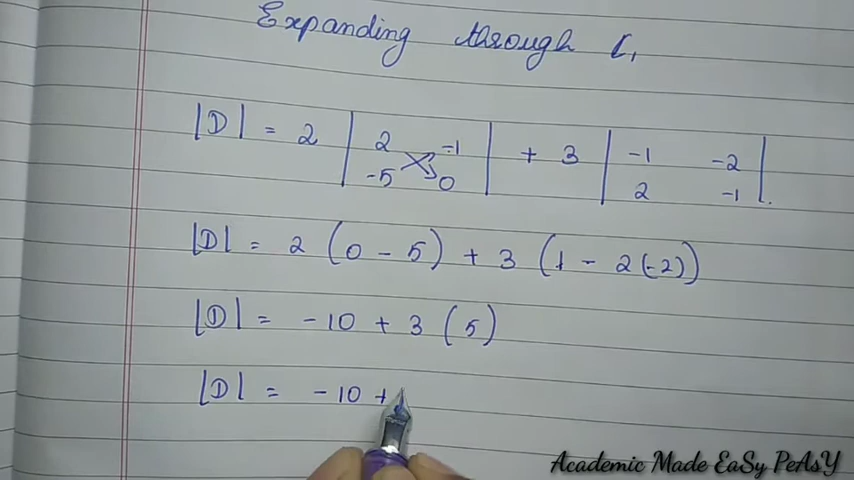 Expanding through C₁
|D| = 2 | 2 -1 | + 3 | -1 -2 |.
-5 0 2 -1
|D| = 2 (0 - 5) + 3 (1 - 2(-2))
|D| = -10 + 3 (5)
|D| = -10 +
Academic Made EaSy PeAsY